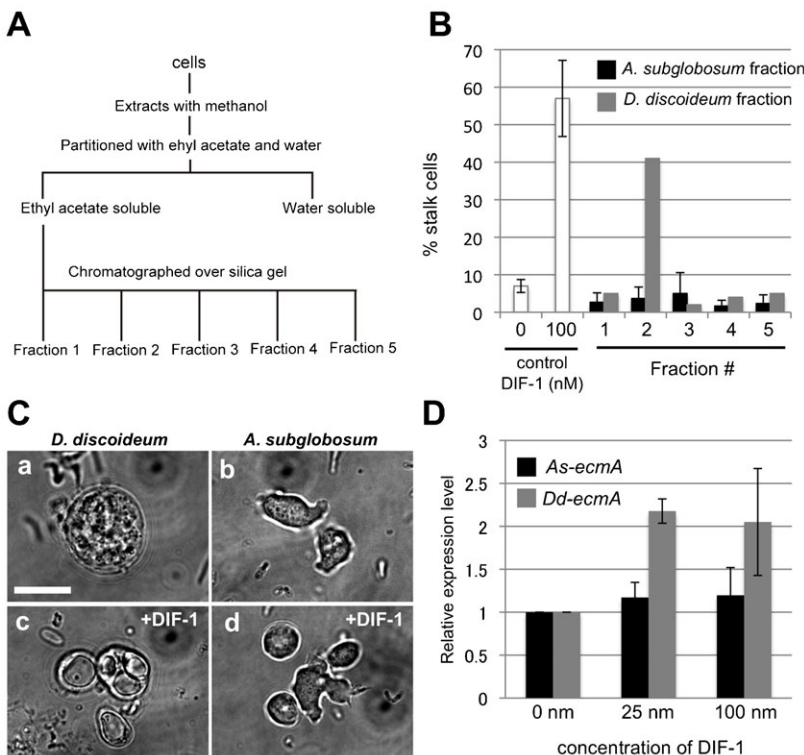 A
cells
Extracts with methanol
Partitioned with ehyl acetate and water
Ethyl acetate soluble
Water soluble
Chromatographed over silica gel
Fraction 1 Fraction 2 Fraction 3 Fraction 4 Fraction 5
B
70
60
50
40
30
20
10
0
% stalk cells
A. subglobosum fraction
D. discoideum fraction
0 100 1 2 3 4 5
control
DIF-1 (nM)
Fraction #
C
D. discoideum A. subglobosum
a b
c +DIF-1 d +DIF-1
D
3
2.5
2
1.5
1
0.5
0
Relative expression level
As-ecmA
Dd-ecmA
0 nm 25 nm 100 nm
concentration of DIF-1